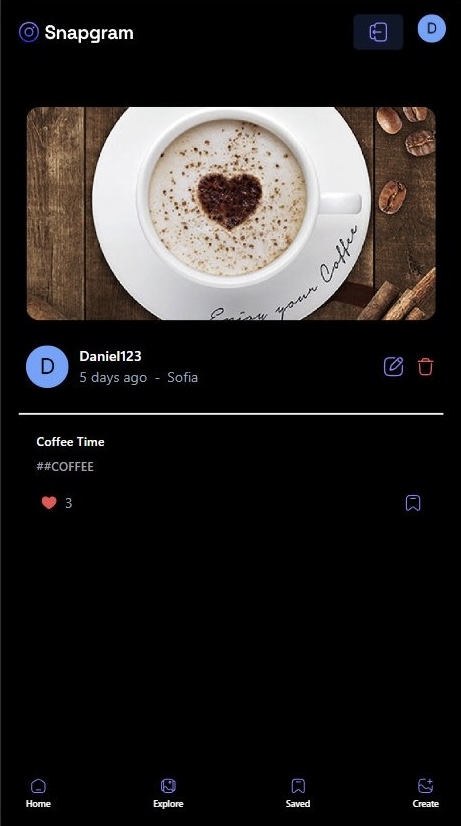 Snapgram
D
Enjoy your Coffee
D
Daniel123
5 days ago - Sofia
Coffee Time
##COFFEE
3
Home
Explore
Saved
Create